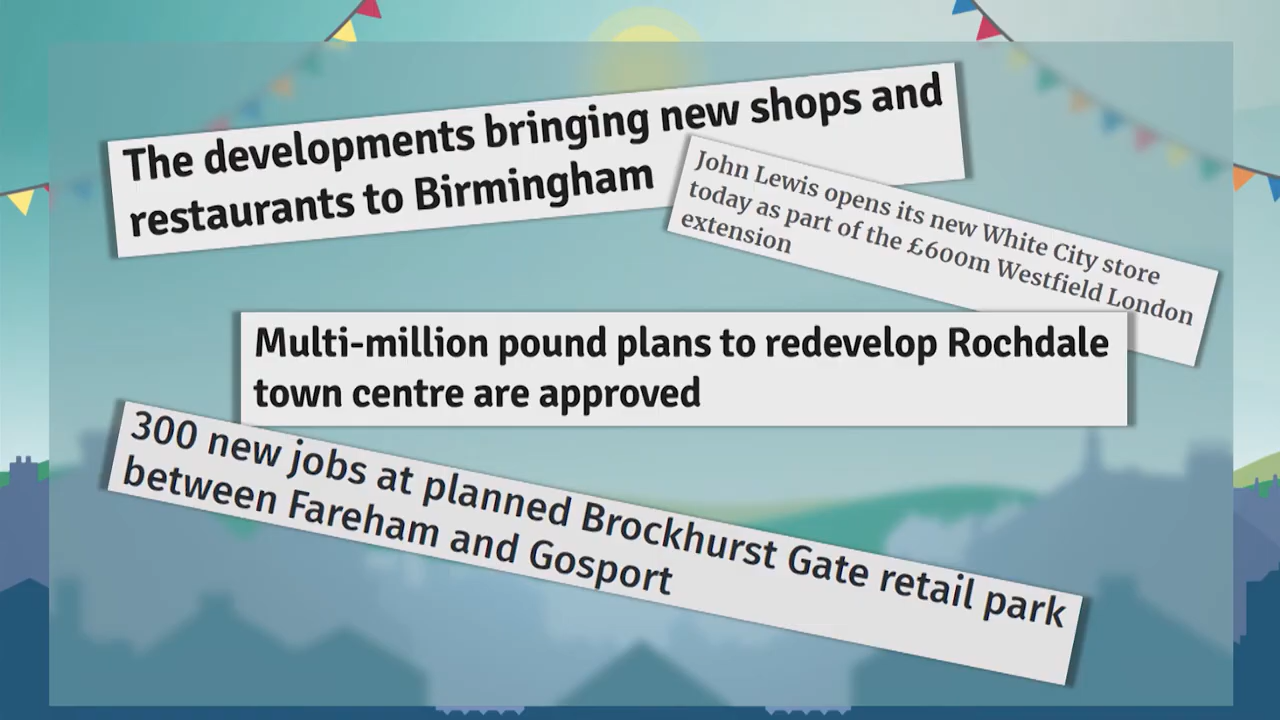 The developments bringing new shops and
restaurants to Birmingham
John Lewis opens its new White City store
today as part of the £600m Westfield London
extension
Multi-million pound plans to redevelop Rochdale
town centre are approved
300 new jobs at planned Brockhurst Gate retail park
between Fareham and Gosport